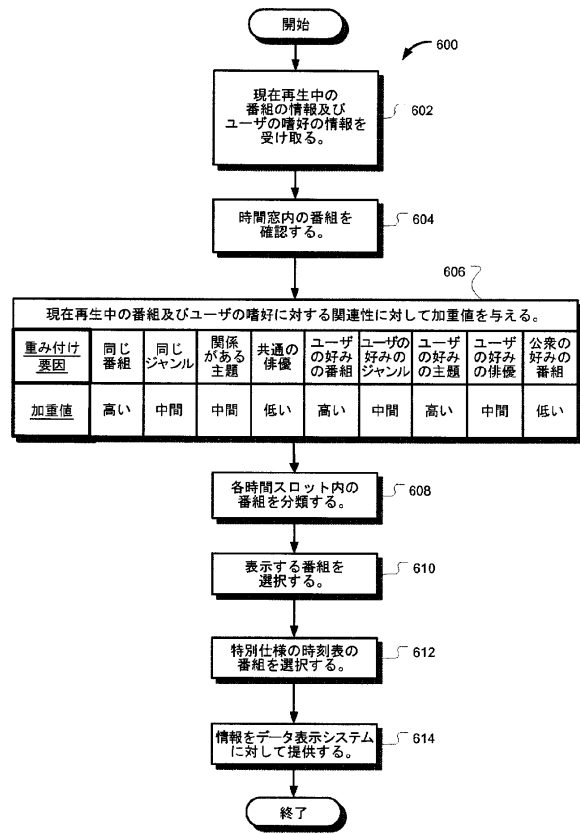 開始
600
現在再生中の
番組の情報及び
ユーザの嗜好の情報を
受け取る。
602
時間窓内の番組を
確認する。
604
606
現在再生中の番組及びユーザの嗜好に対する関連性に対して加重値を与える。
重み付け
要因
同じ
番組
同じ
ジャンル
関係
がある
主題
共通の
俳優
ユーザ
の好み
の番組
ユーザの
好みの
ジャンル
ユーザ
の好み
の主題
ユーザ
の好み
の俳優
公衆
の好みの
番組
加重値
高い
中間
中間
低い
高い
中間
高い
中間
低い
各時間スロット内の
番組を分類する。
608
表示する番組を
選択する。
610
特別仕様の時刻表の
番組を選択する。
612
情報をデータ表示システム
に対して提供する。
614
終了